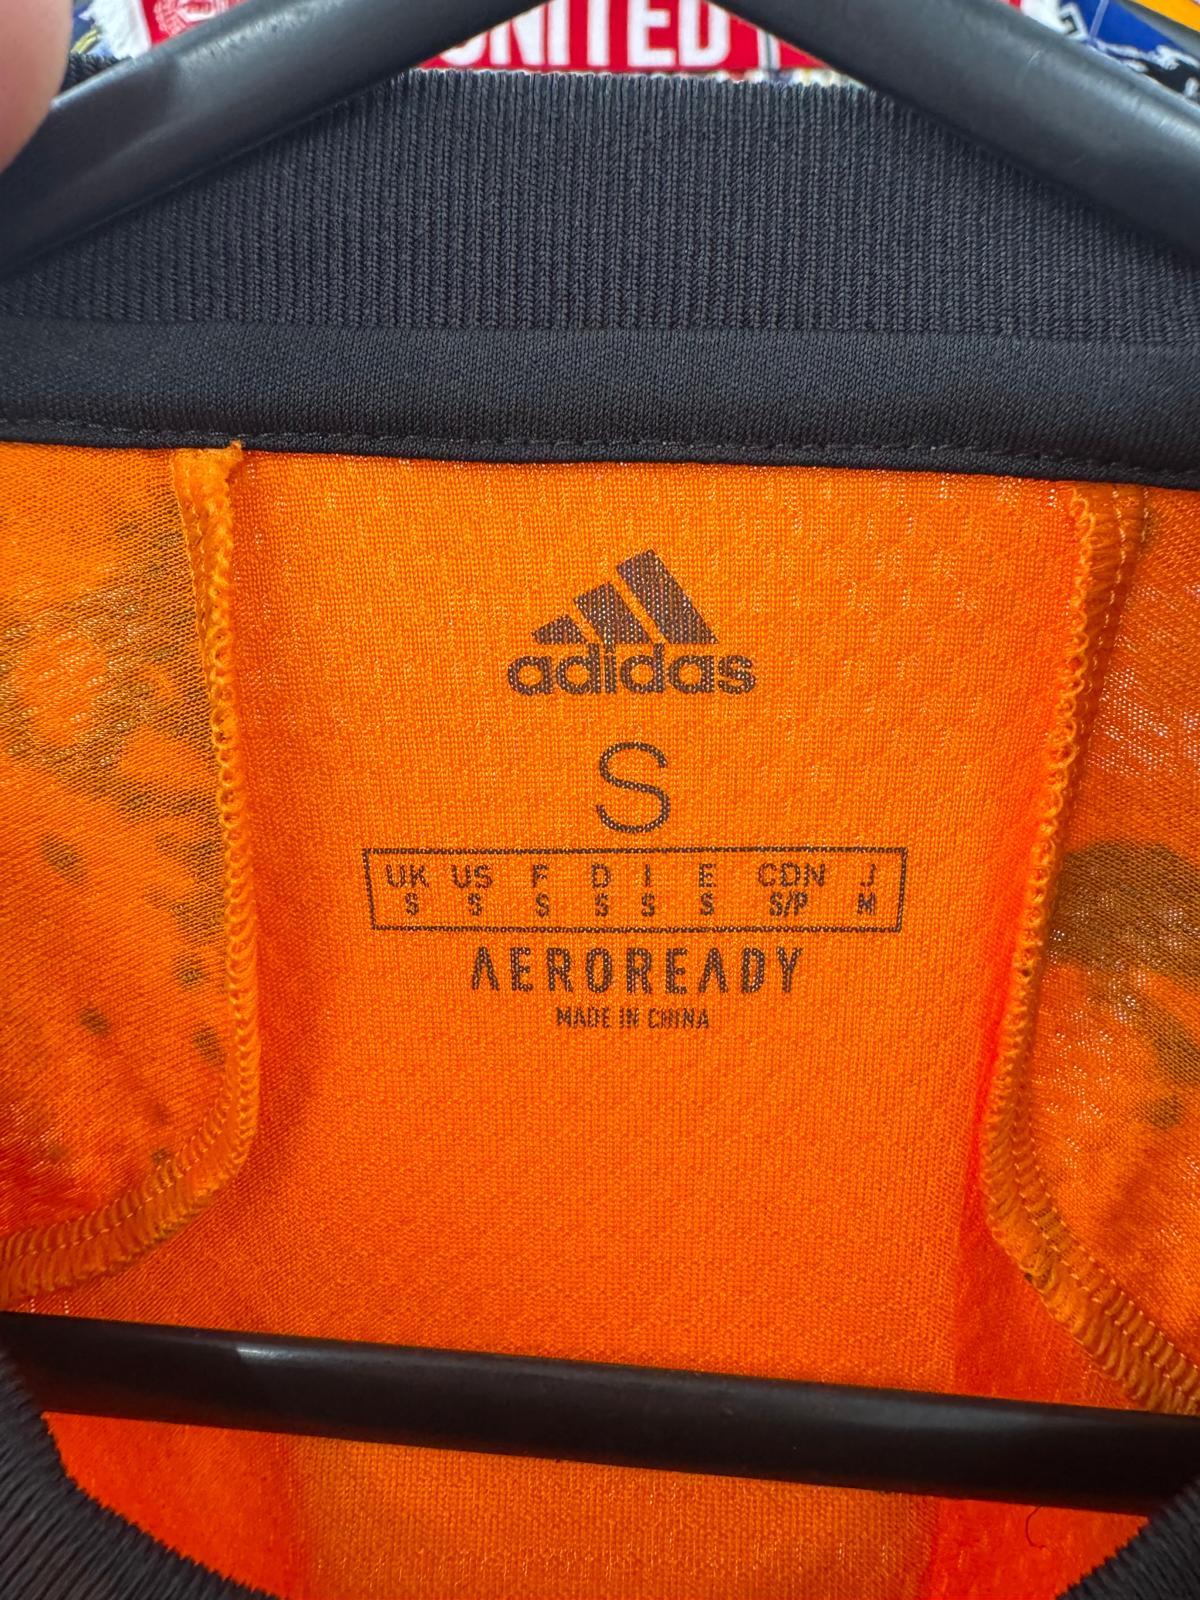 UNITED
adidas
S
UK US F D I E CDN J
S S S S S S S/P M
AEROREADY
MADE IN CHINA